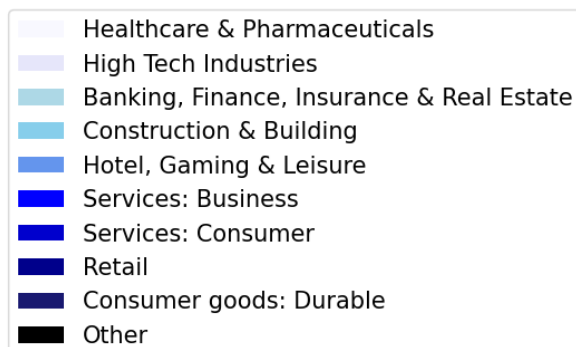 Healthcare & Pharmaceuticals
High Tech Industries
Banking, Finance, Insurance & Real Estate
Construction & Building
Hotel, Gaming & Leisure
Services: Business
Services: Consumer
Retail
Consumer goods: Durable
Other